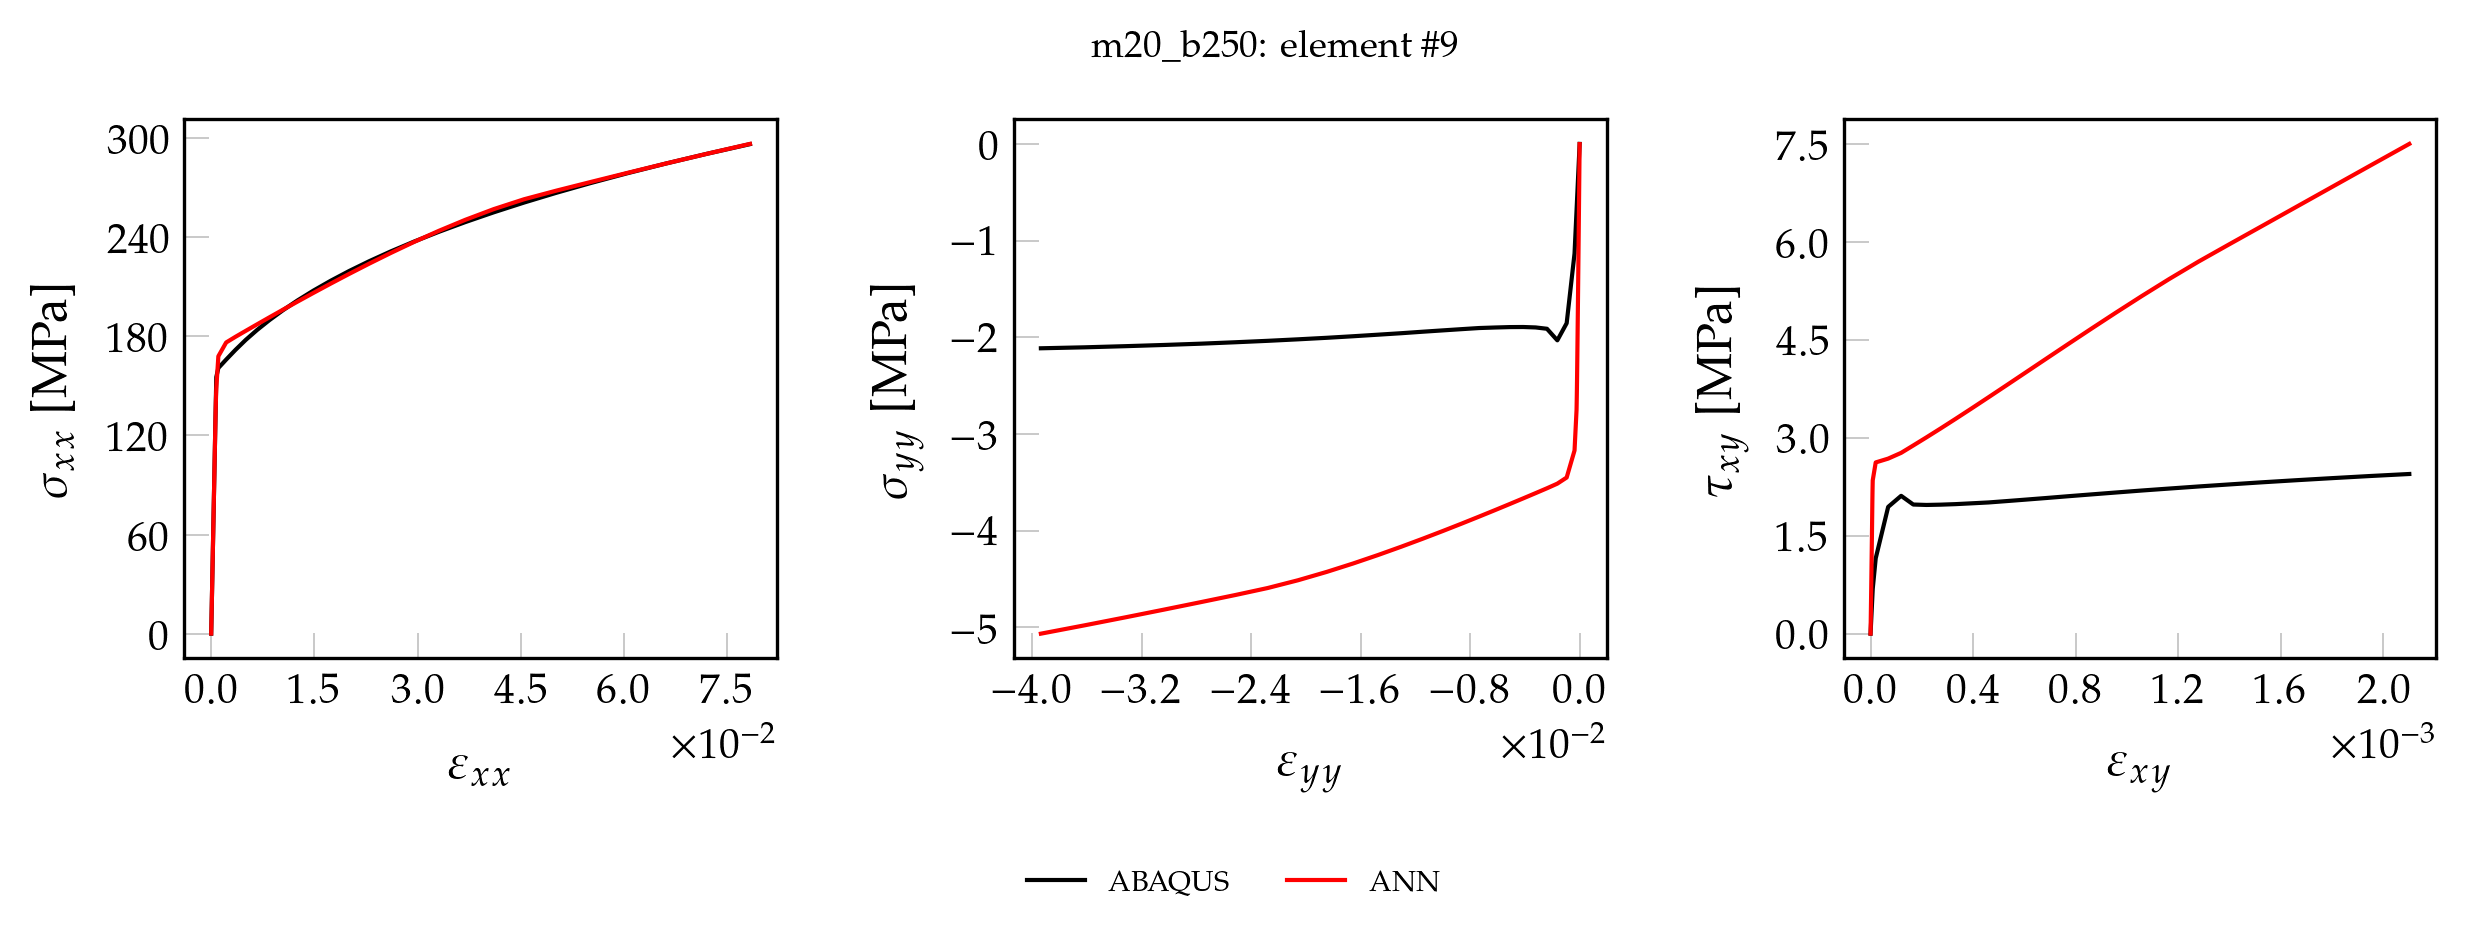 m20_b250: element #9
σxx [MPa]
300
240
180
120
60
0
0.0 1.5 3.0 4.5 6.0 7.5
×10−2
εxx
σyy [MPa]
0
−1
−2
−3
−4
−5
−4.0 −3.2 −2.4 −1.6 −0.8 0.0
×10−2
εyy
τxy [MPa]
7.5
6.0
4.5
3.0
1.5
0.0
0.0 0.4 0.8 1.2 1.6 2.0
×10−3
εxy
ABAQUS ANN